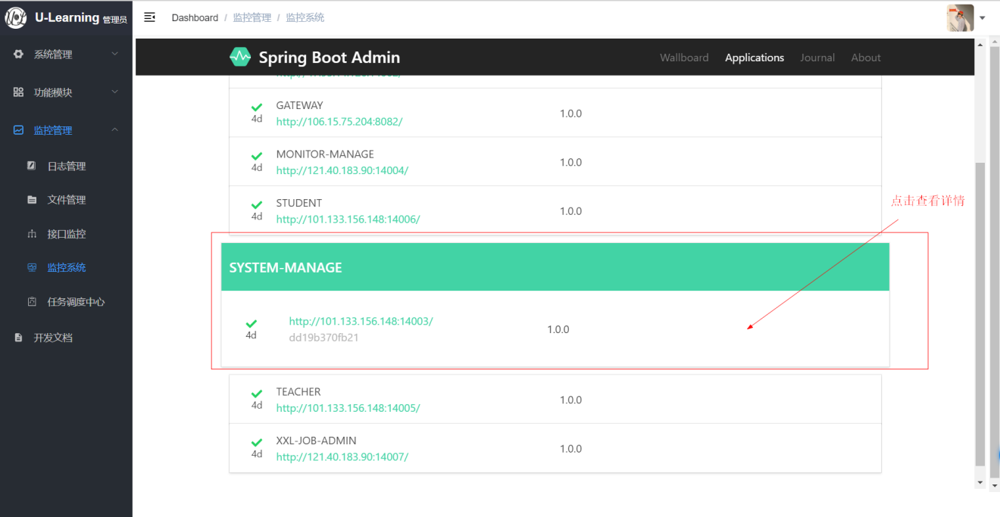 U-Learning 管理员
Dashboard / 监控管理 / 监控系统
系统管理
功能模块
监控管理
日志管理
文件管理
接口监控
监控系统
任务调度中心
开发文档
Spring Boot Admin
Wallboard
Applications
Journal
About
GATEWAY
4d
http://106.15.75.204:8082/
1.0.0
MONITOR-MANAGE
4d
http://121.40.183.90:14004/
1.0.0
STUDENT
4d
http://101.133.156.148:14006/
1.0.0
点击查看详情
SYSTEM-MANAGE
http://101.133.156.148:14003/
4d
dd19b370fb21
1.0.0
TEACHER
4d
http://101.133.156.148:14005/
1.0.0
XXL-JOB-ADMIN
4d
http://121.40.183.90:14007/
1.0.0